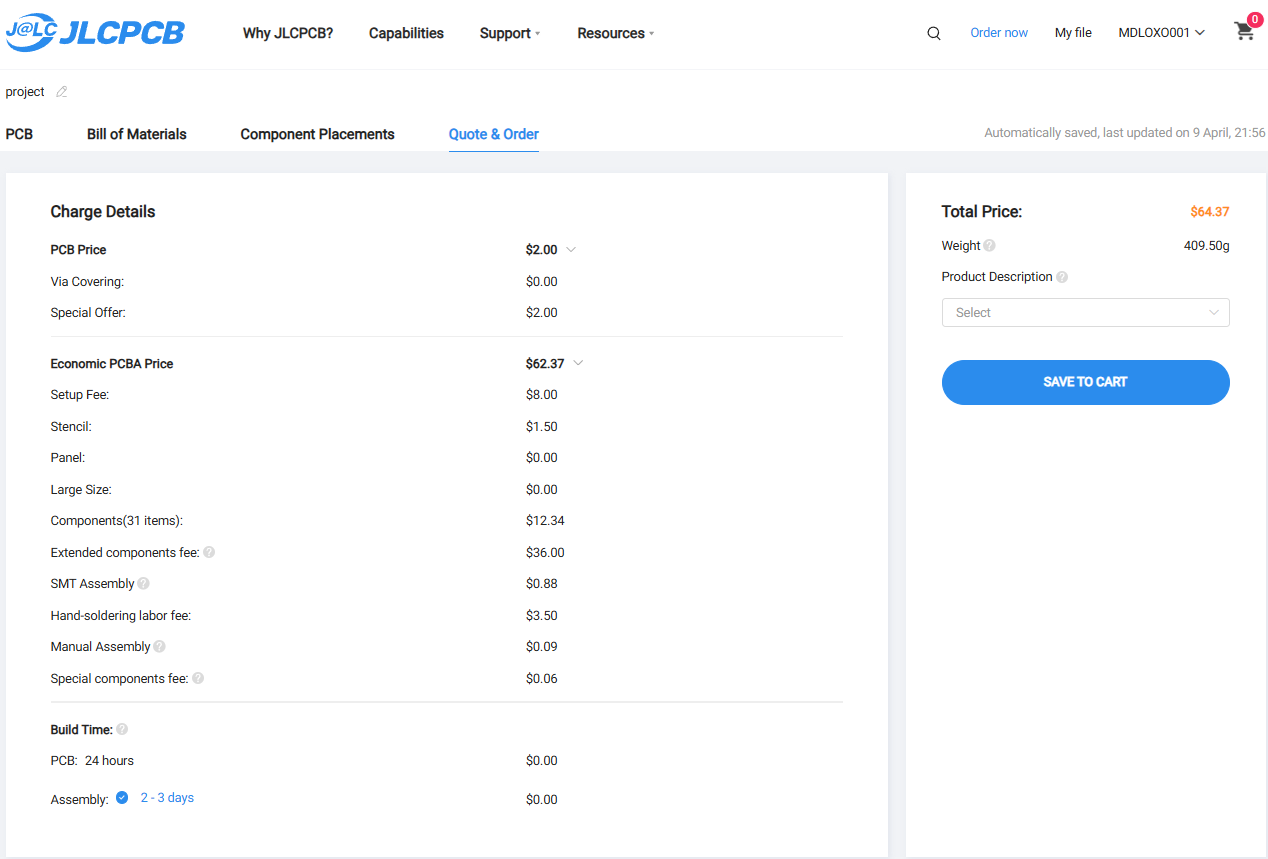 J@LC JLCPCB Why JLCPCB? Capabilities Support Resources Order now My file MDLOXO001 0
project
PCB Bill of Materials Component Placements Quote & Order Automatically saved, last updated on 9 April, 21:56
Charge Details
PCB Price $2.00
Via Covering: $0.00
Special Offer: $2.00
Economic PCBA Price $62.37
Setup Fee: $8.00
Stencil: $1.50
Panel: $0.00
Large Size: $0.00
Components(31 items): $12.34
Extended components fee: ? $36.00
SMT Assembly ? $0.88
Hand-soldering labor fee: $3.50
Manual Assembly ? $0.09
Special components fee: ? $0.06
Build Time: ?
PCB: 24 hours $0.00
Assembly: 2 - 3 days $0.00
Total Price: $64.37
Weight ? 409.50g
Product Description ?
Select
SAVE TO CART